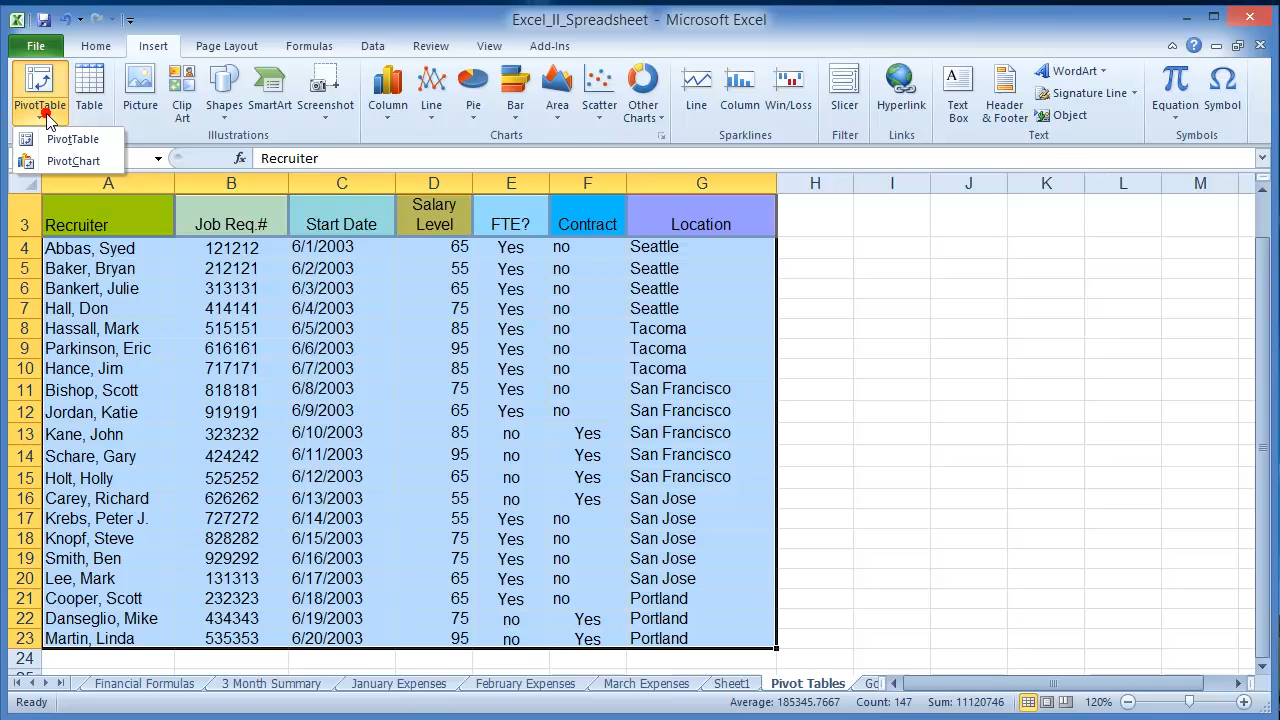 Excel_II_Spreadsheet - Microsoft Excel
File Home Insert Page Layout Formulas Data Review View Add-Ins
PivotTable Table Picture Clip Art Shapes SmartArt Screenshot Column Line Pie Bar Area Scatter Other Charts Line Column Win/Loss Slicer Hyperlink Text Box Header & Footer WordArt Signature Line Object Equation Symbol
Illustrations Charts Sparklines Filter Links Text Symbols
PivotTable
PivotChart
fx Recruiter
A B C D E F G H I J K L M
3 Recruiter Job Req.# Start Date Salary Level FTE? Contract Location
4 Abbas, Syed 121212 6/1/2003 65 Yes no Seattle
5 Baker, Bryan 212121 6/2/2003 55 Yes no Seattle
6 Bankert, Julie 313131 6/3/2003 65 Yes no Seattle
7 Hall, Don 414141 6/4/2003 75 Yes no Seattle
8 Hassall, Mark 515151 6/5/2003 85 Yes no Tacoma
9 Parkinson, Eric 616161 6/6/2003 95 Yes no Tacoma
10 Hance, Jim 717171 6/7/2003 85 Yes no Tacoma
11 Bishop, Scott 818181 6/8/2003 75 Yes no San Francisco
12 Jordan, Katie 919191 6/9/2003 65 Yes no San Francisco
13 Kane, John 323232 6/10/2003 85 no Yes San Francisco
14 Schare, Gary 424242 6/11/2003 95 no Yes San Francisco
15 Holt, Holly 525252 6/12/2003 65 no Yes San Francisco
16 Carey, Richard 626262 6/13/2003 55 no Yes San Jose
17 Krebs, Peter J. 727272 6/14/2003 55 Yes no San Jose
18 Knopf, Steve 828282 6/15/2003 75 Yes no San Jose
19 Smith, Ben 929292 6/16/2003 75 Yes no San Jose
20 Lee, Mark 131313 6/17/2003 65 Yes no San Jose
21 Cooper, Scott 232323 6/18/2003 65 Yes no Portland
22 Danseglio, Mike 434343 6/19/2003 75 no Yes Portland
23 Martin, Linda 535353 6/20/2003 95 no Yes Portland
24
Financial Formulas 3 Month Summary January Expenses February Expenses March Expenses Sheet1 Pivot Tables
Ready Average: 185345.7667 Count: 147 Sum: 11120746 120%